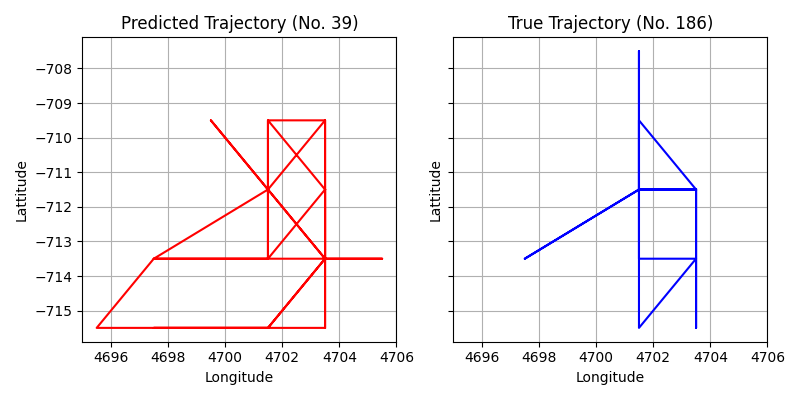 Predicted Trajectory (No. 39)
True Trajectory (No. 186)
−708
−709
−710
−711
−712
−713
−714
−715
Lattitude
Lattitude
4696 4698 4700 4702 4704 4706
4696 4698 4700 4702 4704 4706
Longitude
Longitude